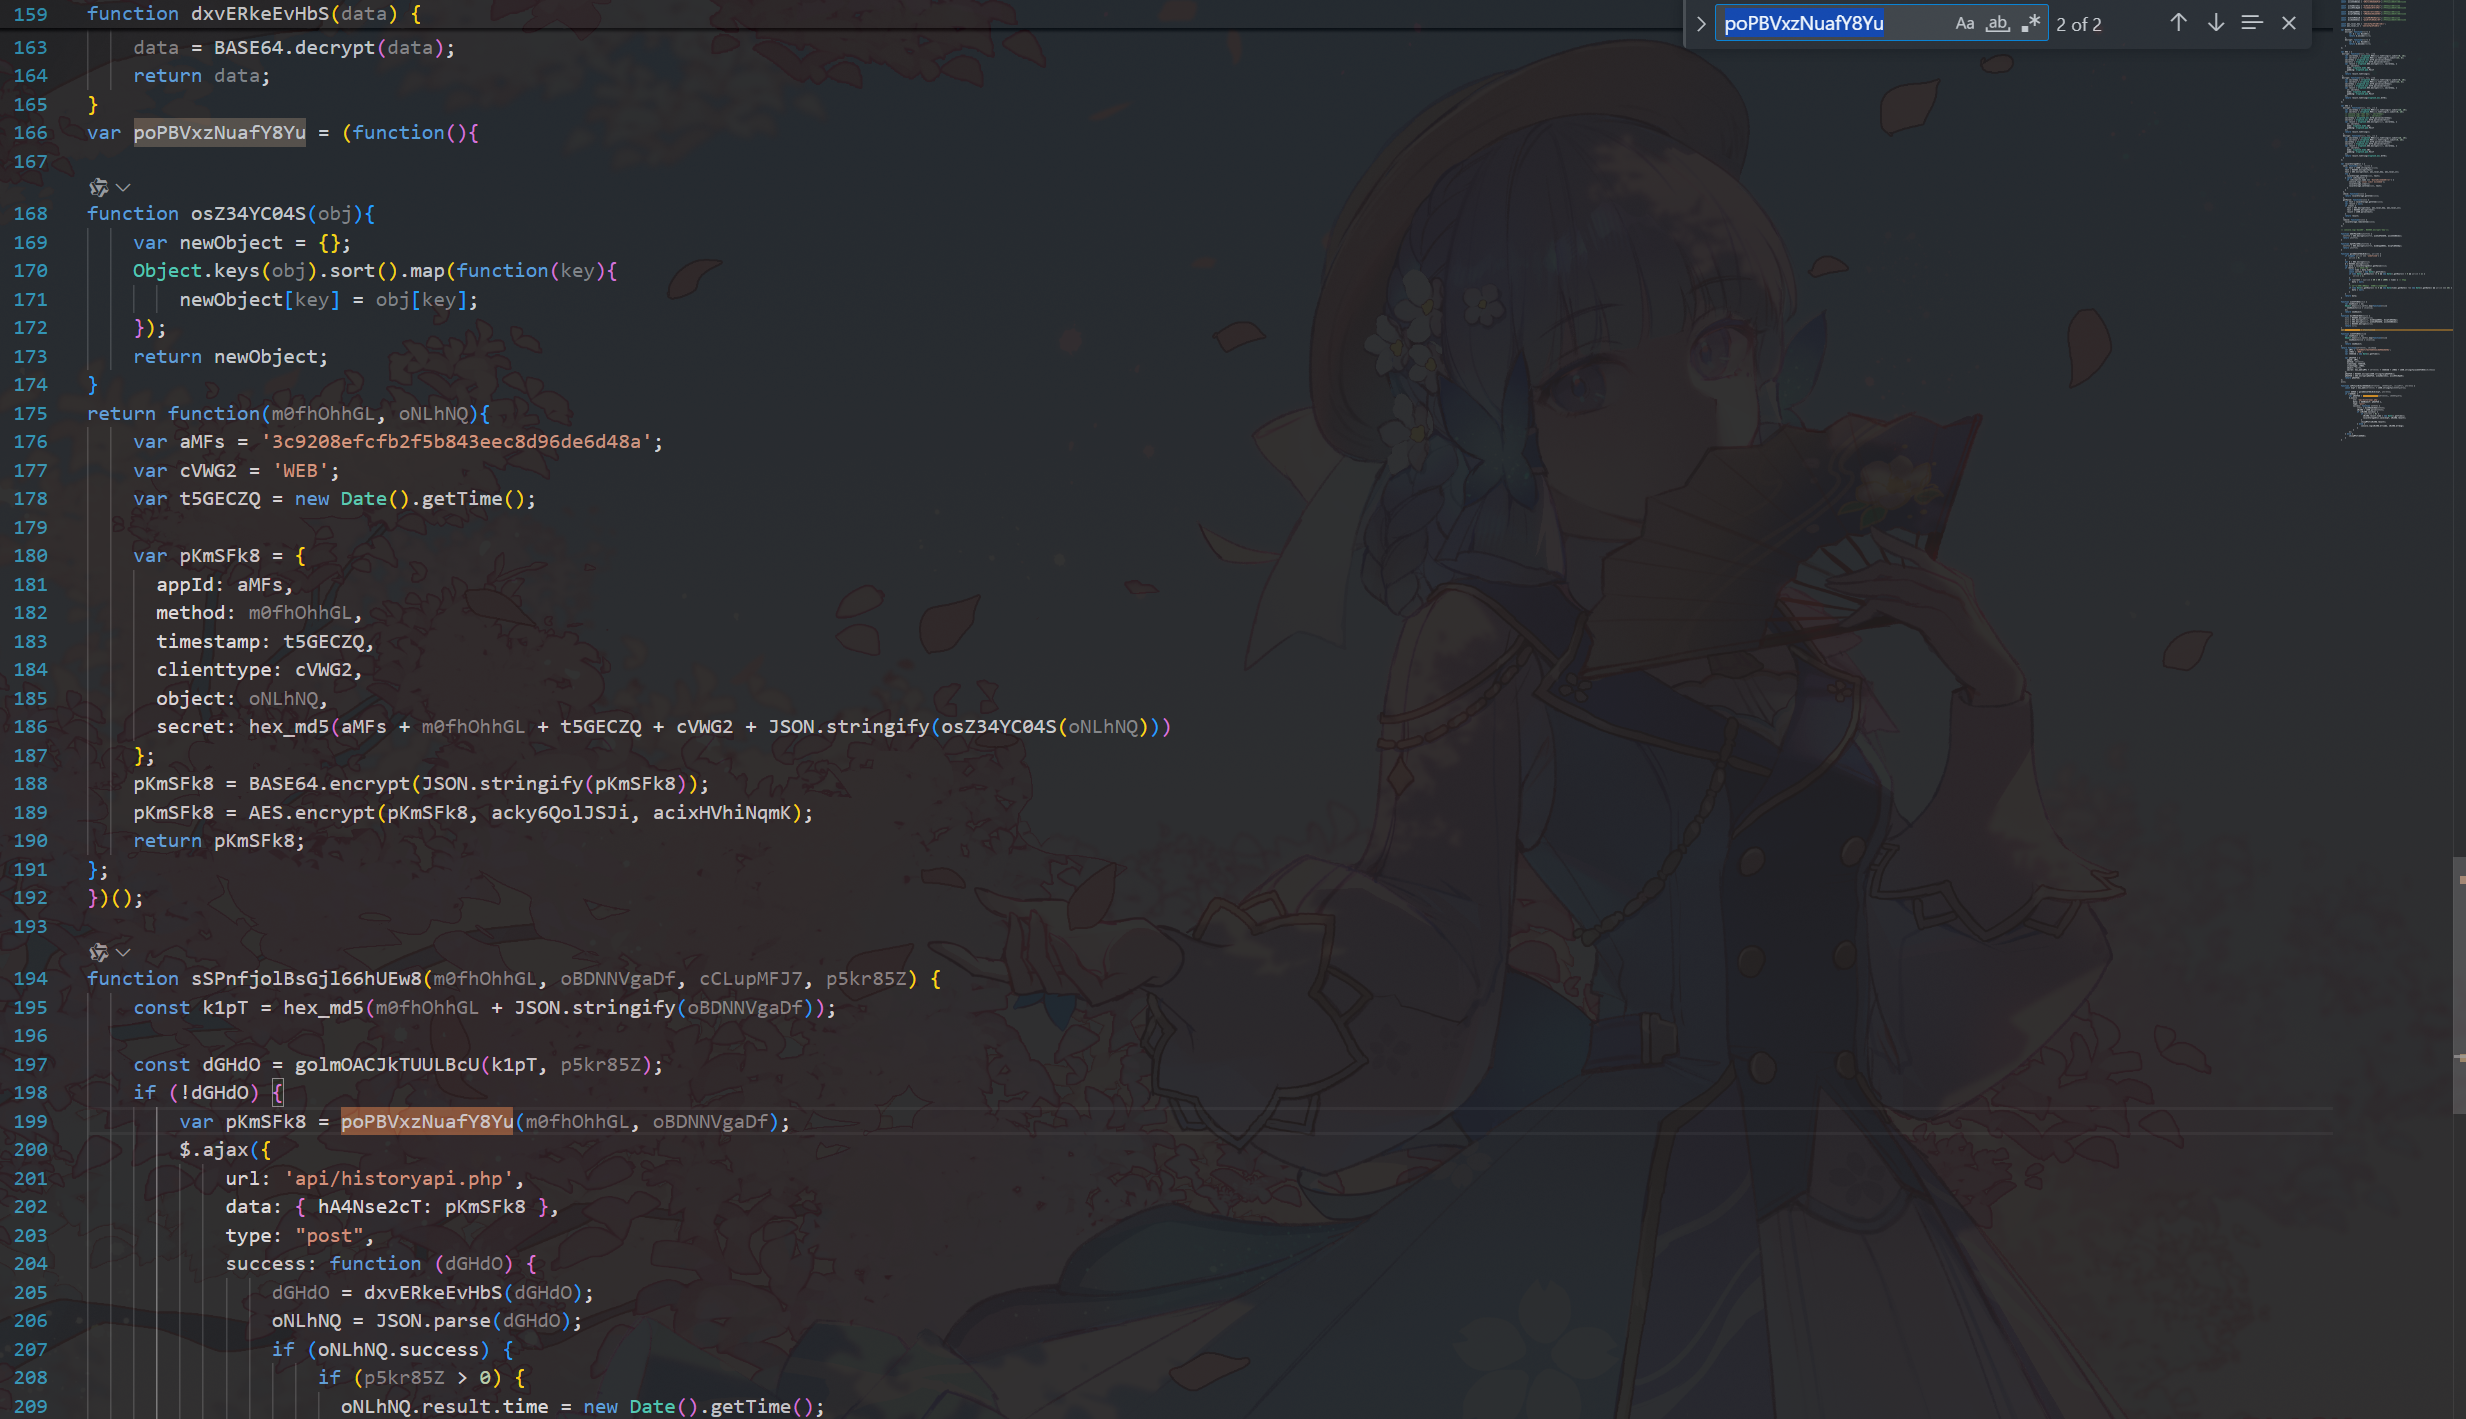 159 function dxvERkeEvHbS(data) {
poPBVxzNuafY8Yu Aa ab .* 2 of 2
163 data = BASE64.decrypt(data);
164 return data;
165 }
166 var poPBVxzNuafY8Yu = (function(){
167
168 function osZ34YC04S(obj){
169 var newObject = {};
170 Object.keys(obj).sort().map(function(key){
171 newObject[key] = obj[key];
172 });
173 return newObject;
174 }
175 return function(m0fhOhhGL, oNLhNQ){
176 var aMFs = '3c9208efcfb2f5b843eec8d96de6d48a';
177 var cVWG2 = 'WEB';
178 var t5GECZQ = new Date().getTime();
179
180 var pKmSFk8 = {
181 appId: aMFs,
182 method: m0fhOhhGL,
183 timestamp: t5GECZQ,
184 clienttype: cVWG2,
185 object: oNLhNQ,
186 secret: hex_md5(aMFs + m0fhOhhGL + t5GECZQ + cVWG2 + JSON.stringify(osZ34YC04S(oNLhNQ)))
187 };
188 pKmSFk8 = BASE64.encrypt(JSON.stringify(pKmSFk8));
189 pKmSFk8 = AES.encrypt(pKmSFk8, acky6QolJSJi, acixHVhiNqmK);
190 return pKmSFk8;
191 };
192 })();
193
194 function sSPnfjolBsGjl66hUEw8(m0fhOhhGL, oBDNNVgaDf, cCLupMFJ7, p5kr85Z) {
195 const k1pT = hex_md5(m0fhOhhGL + JSON.stringify(oBDNNVgaDf));
196
197 const dGHdO = golmOACJkTUULBcU(k1pT, p5kr85Z);
198 if (!dGHdO) {
199 var pKmSFk8 = poPBVxzNuafY8Yu(m0fhOhhGL, oBDNNVgaDf);
200 $.ajax({
201 url: 'api/historyapi.php',
202 data: { hA4Nse2cT: pKmSFk8 },
203 type: "post",
204 success: function (dGHdO) {
205 dGHdO = dxvERkeEvHbS(dGHdO);
206 oNLhNQ = JSON.parse(dGHdO);
207 if (oNLhNQ.success) {
208 if (p5kr85Z > 0) {
209 oNLhNQ.result.time = new Date().getTime();